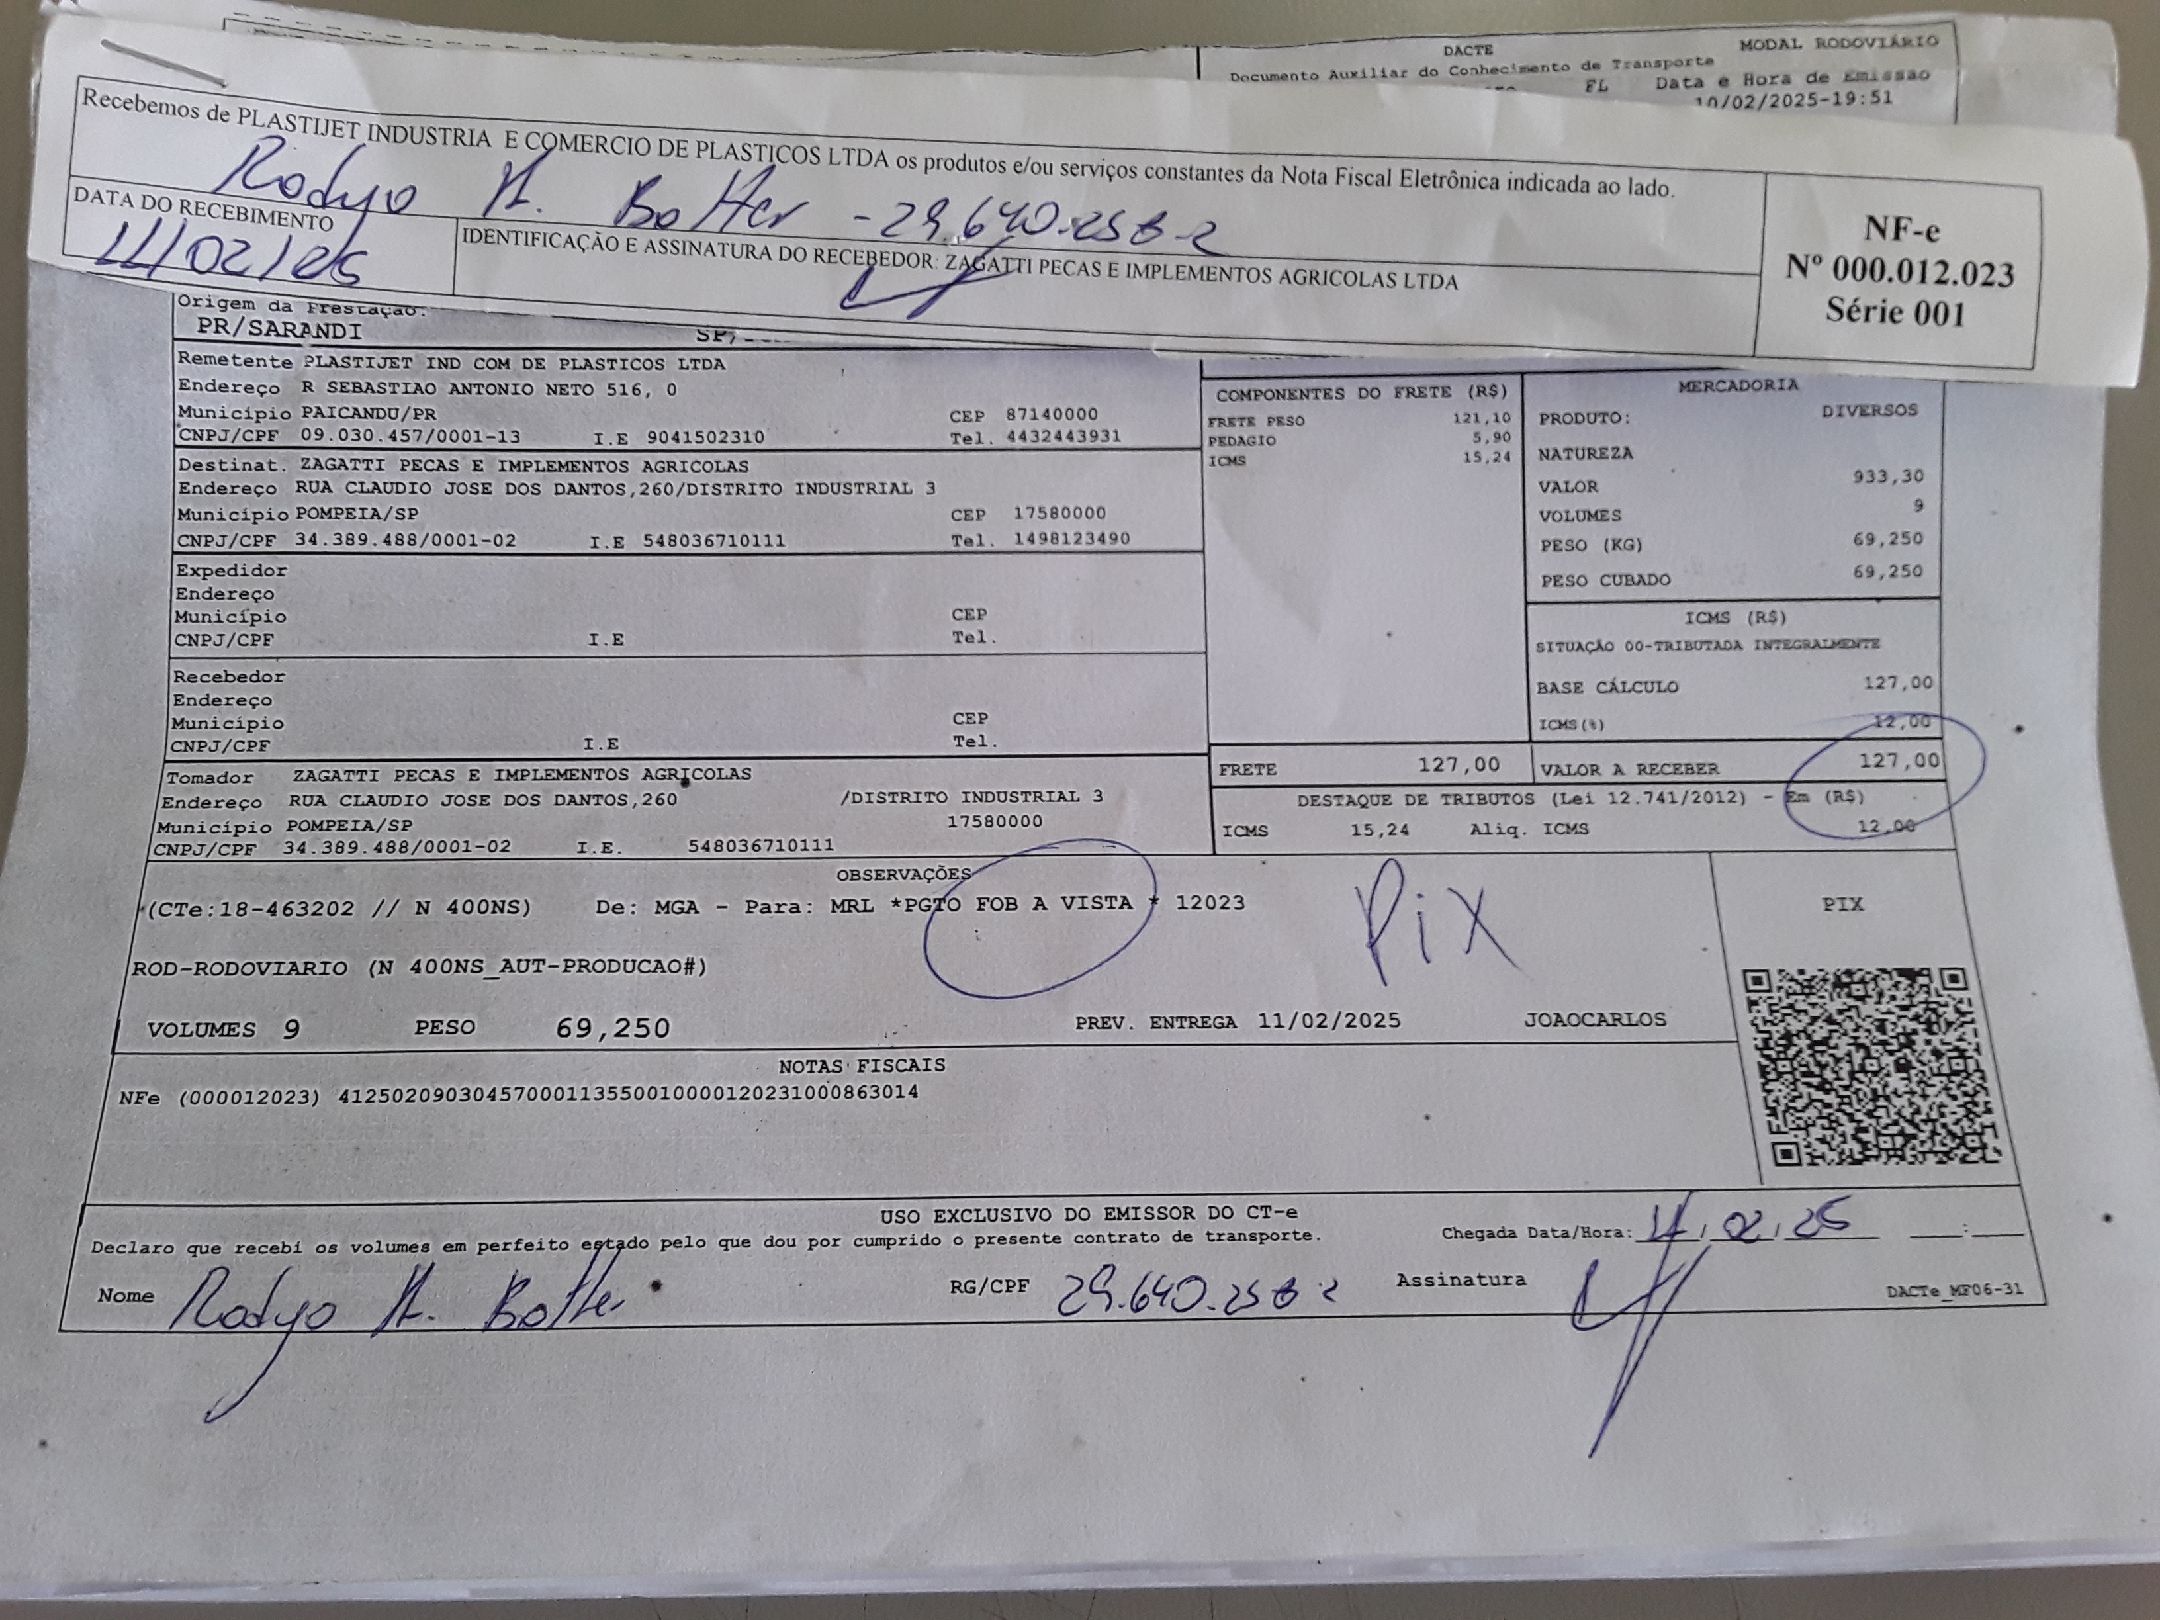 DACTE MODAL RODOVIÁRIO
Documento Auxiliar do Conhecimento de Transporte
FL Data e Hora de Emissão
10/02/2025-19:51
Recebemos de PLASTIJET INDUSTRIA E COMERCIO DE PLASTICOS LTDA os produtos e/ou serviços constantes da Nota Fiscal Eletrônica indicada ao lado.
A. -29.640.258-2
DATA DO RECEBIMENTO
11/02/25
IDENTIFICAÇÃO E ASSINATURA DO RECEBEDOR: ZAGATTI PECAS E IMPLEMENTOS AGRICOLAS LTDA
NF-e
Nº 000.012.023
Série 001
Origem da Prestação:
PR/SARANDI
SP/
Remetente PLASTIJET IND COM DE PLASTICOS LTDA
Endereço R SEBASTIAO ANTONIO NETO 516, 0
Município PAICANDU/PR CEP 87140000
CNPJ/CPF 09.030.457/0001-13 I.E 9041502310 Tel. 4432443931
Destinat. ZAGATTI PECAS E IMPLEMENTOS AGRICOLAS
Endereço RUA CLAUDIO JOSE DOS DANTOS,260/DISTRITO INDUSTRIAL 3
Município POMPEIA/SP CEP 17580000
CNPJ/CPF 34.389.488/0001-02 I.E 548036710111 Tel. 1498123490
Expedidor
Endereço
Município CEP
CNPJ/CPF I.E Tel.
Recebedor
Endereço
Município CEP
CNPJ/CPF I.E Tel.
Tomador ZAGATTI PECAS E IMPLEMENTOS AGRICOLAS
Endereço RUA CLAUDIO JOSE DOS DANTOS,260 /DISTRITO INDUSTRIAL 3
Município POMPEIA/SP 17580000
CNPJ/CPF 34.389.488/0001-02 I.E. 548036710111
COMPONENTES DO FRETE (R$)
FRETE PESO 121,10
PEDAGIO 5,90
ICMS 15,24
MERCADORIA
PRODUTO: DIVERSOS
NATUREZA
VALOR 933,30
VOLUMES 9
PESO (KG) 69,250
PESO CUBADO 69,250
ICMS (R$)
SITUAÇÃO 00-TRIBUTADA INTEGRALMENTE
BASE CÁLCULO 127,00
ICMS(%) 12,00
FRETE 127,00 VALOR A RECEBER 127,00
DESTAQUE DE TRIBUTOS (Lei 12.741/2012) - Em (R$)
ICMS 15,24 Aliq. ICMS 12,00
OBSERVAÇÕES
(CTe:18-463202 // N 400NS) De: MGA - Para: MRL *PGTO FOB A VISTA * 12023
PiX
PIX
ROD-RODOVIARIO (N 400NS_AUT-PRODUCAO#)
VOLUMES 9 PESO 69,250 PREV. ENTREGA 11/02/2025 JOAOCARLOS
NOTAS FISCAIS
NFe (000012023) 41250209030457000113550010000120231000863014
USO EXCLUSIVO DO EMISSOR DO CT-e
Declaro que recebi os volumes em perfeito estado pelo que dou por cumprido o presente contrato de transporte.
Chegada Data/Hora: 11/02/25 :
Nome A. RG/CPF 29.640.258 2 Assinatura
DACTe_MF06-31